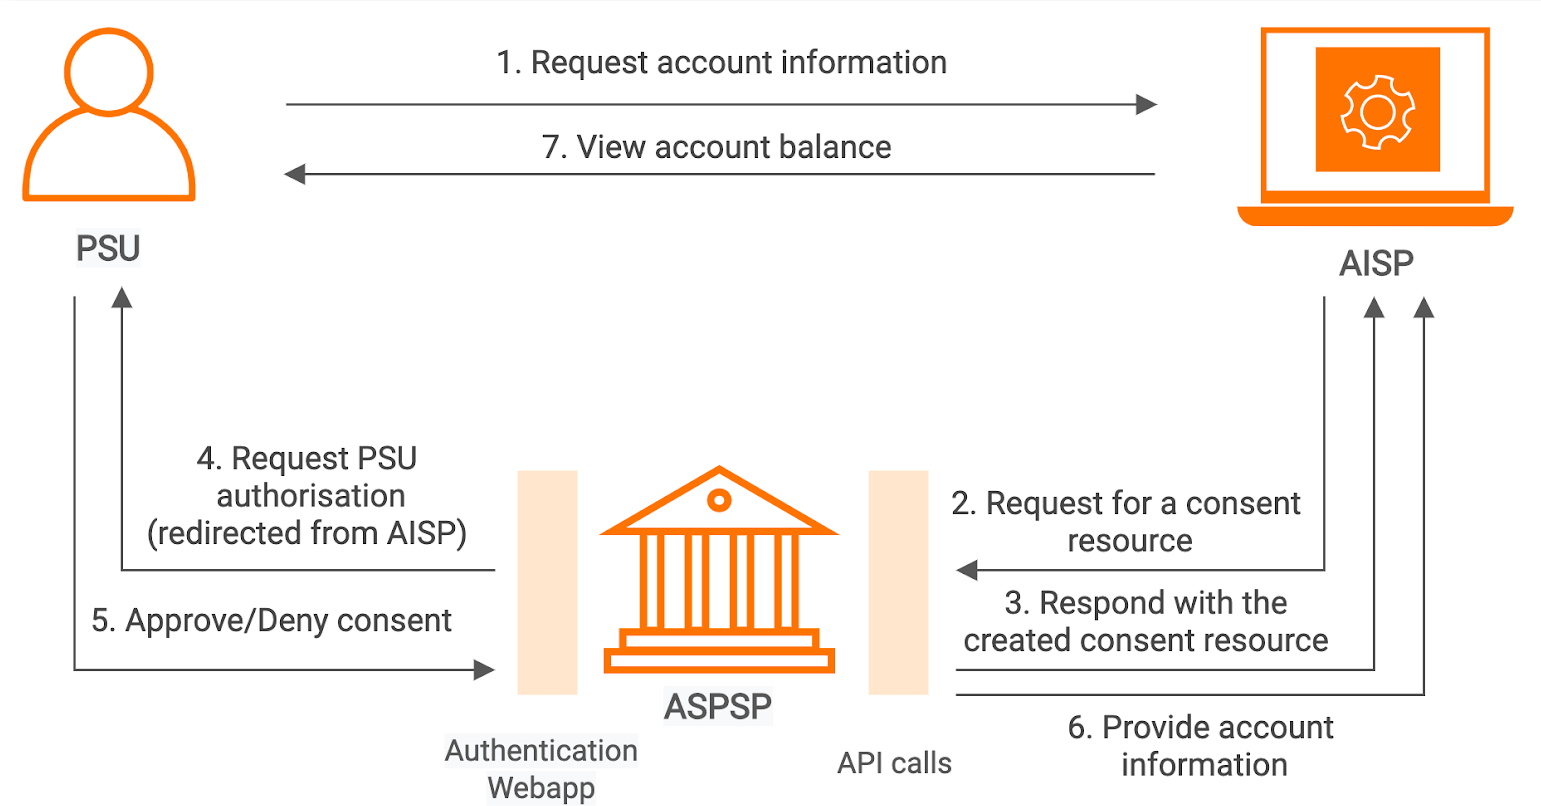 1. Request account information
7. View account balance
PSU
AISP
4. Request PSU
authorisation
(redirected from AISP)
2. Request for a consent
resource
5. Approve/Deny consent
3. Respond with the
created consent resource
ASPSP
6. Provide account
information
Authentication
Webapp
API calls